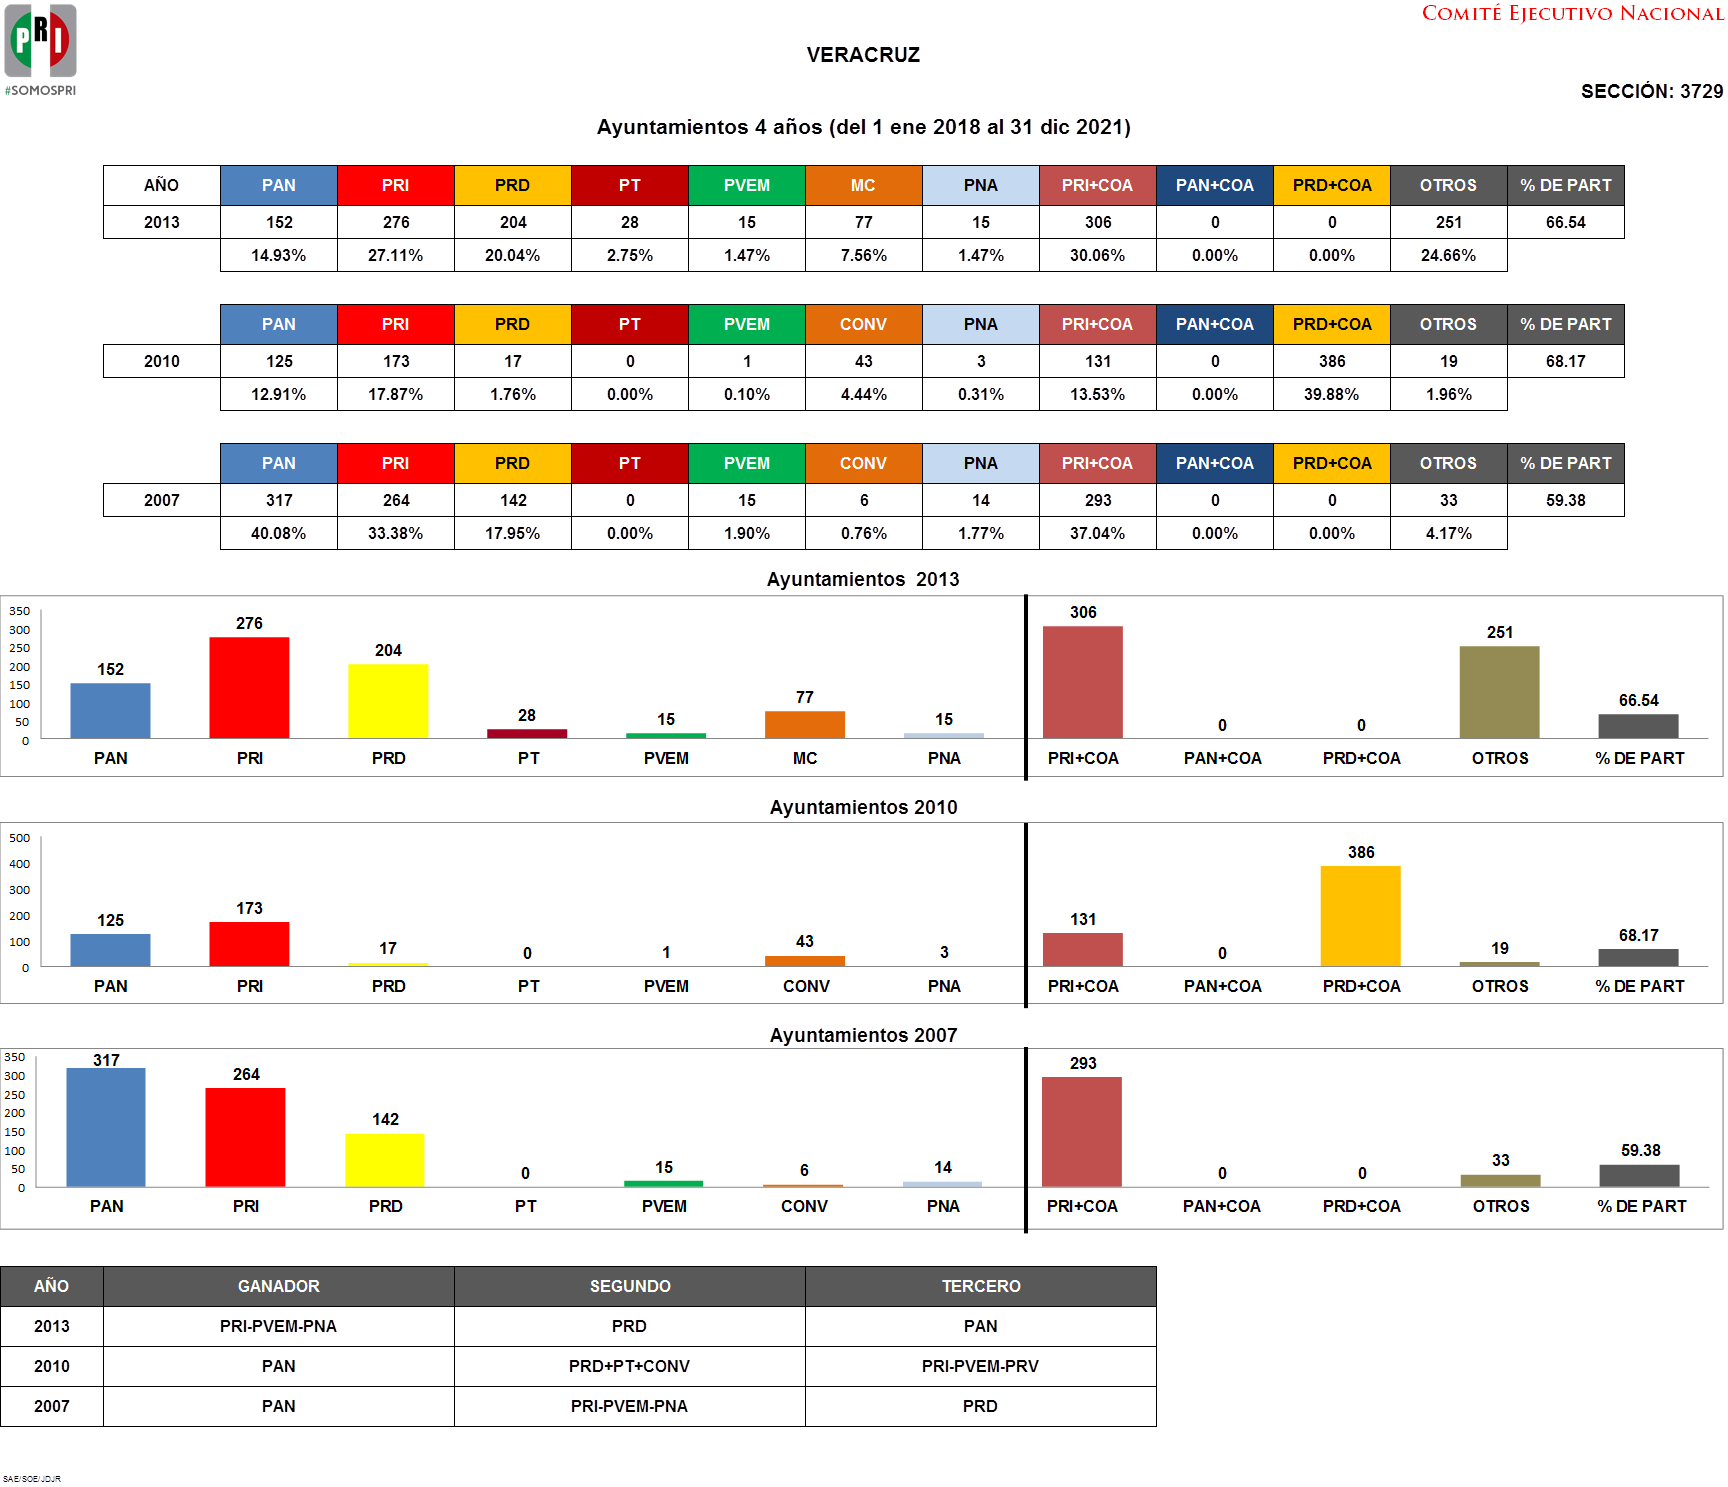 PRI
#SOMOSPRI
COMITÉ EJECUTIVO NACIONAL
VERACRUZ
SECCIÓN: 3729
Ayuntamientos 4 años (del 1 ene 2018 al 31 dic 2021)
AÑO PAN PRI PRD PT PVEM MC PNA PRI+COA PAN+COA PRD+COA OTROS % DE PART
2013 152 276 204 28 15 77 15 306 0 0 251 66.54
14.93% 27.11% 20.04% 2.75% 1.47% 7.56% 1.47% 30.06% 0.00% 0.00% 24.66%
PAN PRI PRD PT PVEM CONV PNA PRI+COA PAN+COA PRD+COA OTROS % DE PART
2010 125 173 17 0 1 43 3 131 0 386 19 68.17
12.91% 17.87% 1.76% 0.00% 0.10% 4.44% 0.31% 13.53% 0.00% 39.88% 1.96%
PAN PRI PRD PT PVEM CONV PNA PRI+COA PAN+COA PRD+COA OTROS % DE PART
2007 317 264 142 0 15 6 14 293 0 0 33 59.38
40.08% 33.38% 17.95% 0.00% 1.90% 0.76% 1.77% 37.04% 0.00% 0.00% 4.17%
Ayuntamientos 2013
350
300
250
200
150
100
50
0
152 276 204 28 15 77 15 306 0 0 251 66.54
PAN PRI PRD PT PVEM MC PNA PRI+COA PAN+COA PRD+COA OTROS % DE PART
Ayuntamientos 2010
500
400
300
200
100
0
125 173 17 0 1 43 3 131 0 386 19 68.17
PAN PRI PRD PT PVEM CONV PNA PRI+COA PAN+COA PRD+COA OTROS % DE PART
Ayuntamientos 2007
350
300
250
200
150
100
50
0
317 264 142 0 15 6 14 293 0 0 33 59.38
PAN PRI PRD PT PVEM CONV PNA PRI+COA PAN+COA PRD+COA OTROS % DE PART
AÑO GANADOR SEGUNDO TERCERO
2013 PRI-PVEM-PNA PRD PAN
2010 PAN PRD+PT+CONV PRI-PVEM-PRV
2007 PAN PRI-PVEM-PNA PRD
SAE/SOE/JDJR